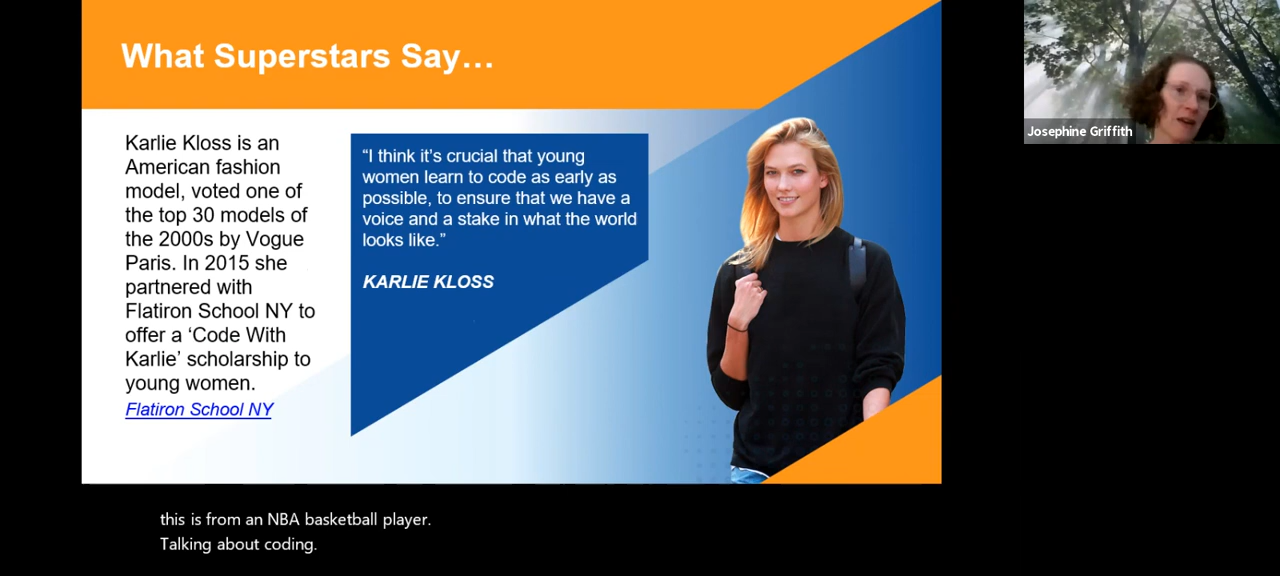 What Superstars Say…
Karlie Kloss is an
American fashion
model, voted one of
the top 30 models of
the 2000s by Vogue
Paris. In 2015 she
partnered with
Flatiron School NY to
offer a ‘Code With
Karlie’ scholarship to
young women.
Flatiron School NY
“I think it’s crucial that young
women learn to code as early as
possible, to ensure that we have a
voice and a stake in what the world
looks like.”
KARLIE KLOSS
Josephine Griffith
this is from an NBA basketball player.
Talking about coding.